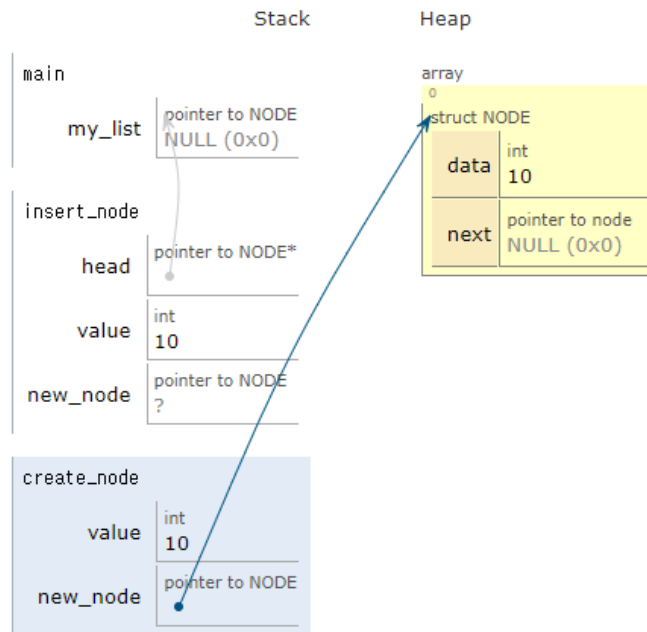 Stack Heap
main
my_list
pointer to NODE
NULL (0x0)
insert_node
head
pointer to NODE*
value
int
10
new_node
pointer to NODE
?
create_node
value
int
10
new_node
pointer to NODE
array
0
struct NODE
data
int
10
next
pointer to node
NULL (0x0)